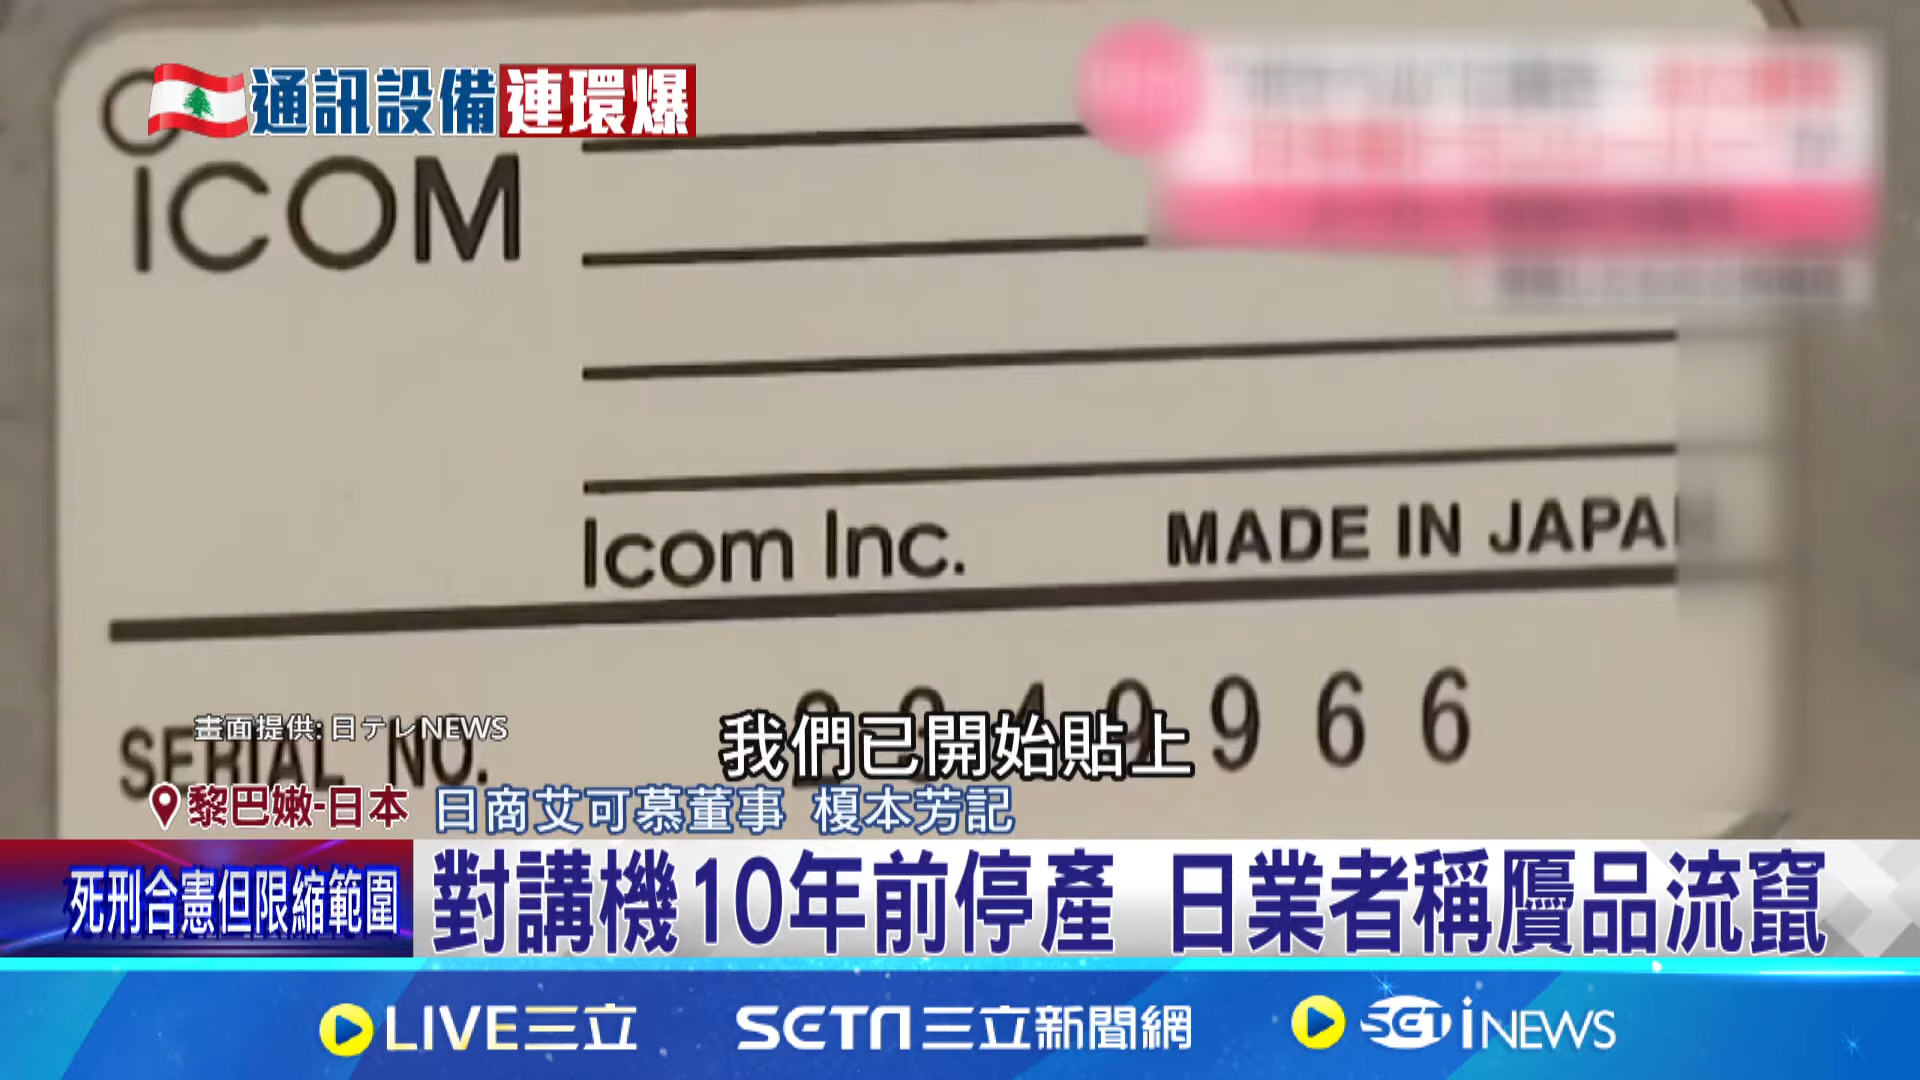 通訊設備連環爆
ICOM
Icom Inc.
MADE IN JAPA
SERIAL NO.
2249966
畫面提供:日テレNEWS
我們已開始貼上
黎巴嫩-日本
日商艾可慕董事 榎本芳記
死刑合憲但限縮範圍
對講機10年前停產 日業者稱贗品流竄
LIVE三立
SETN三立新聞網
SET iNEWS